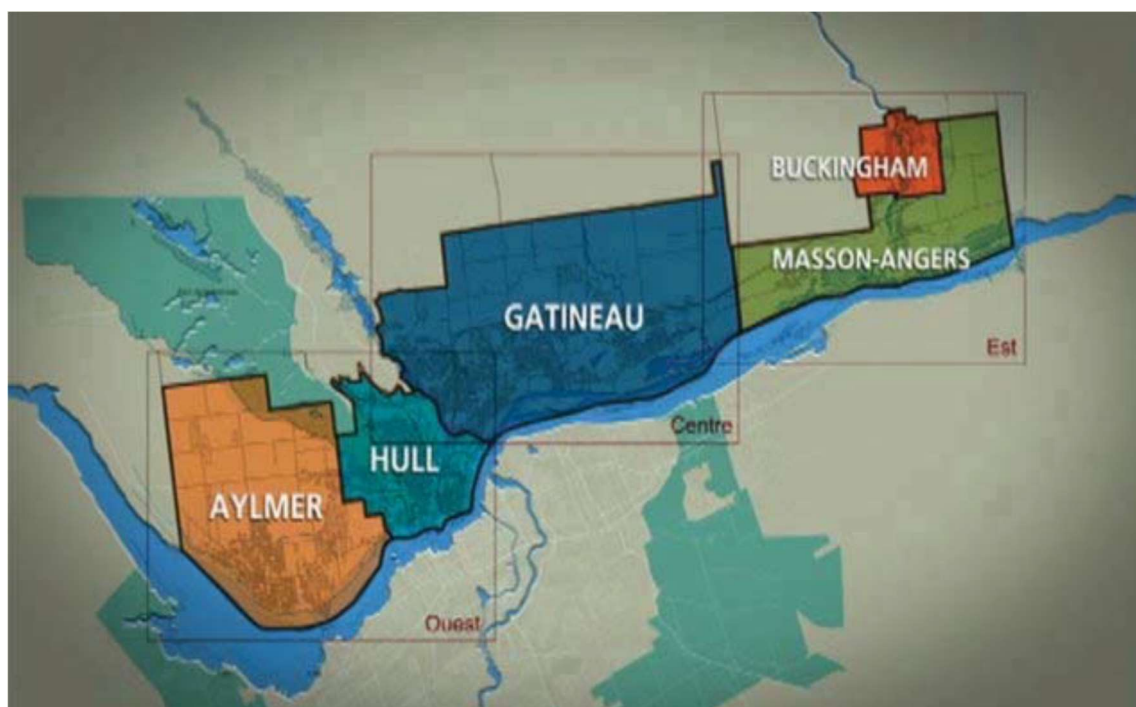 BUCKINGHAM
MASSON-ANGERS
GATINEAU
Est
Centre
HULL
AYLMER
Ouest